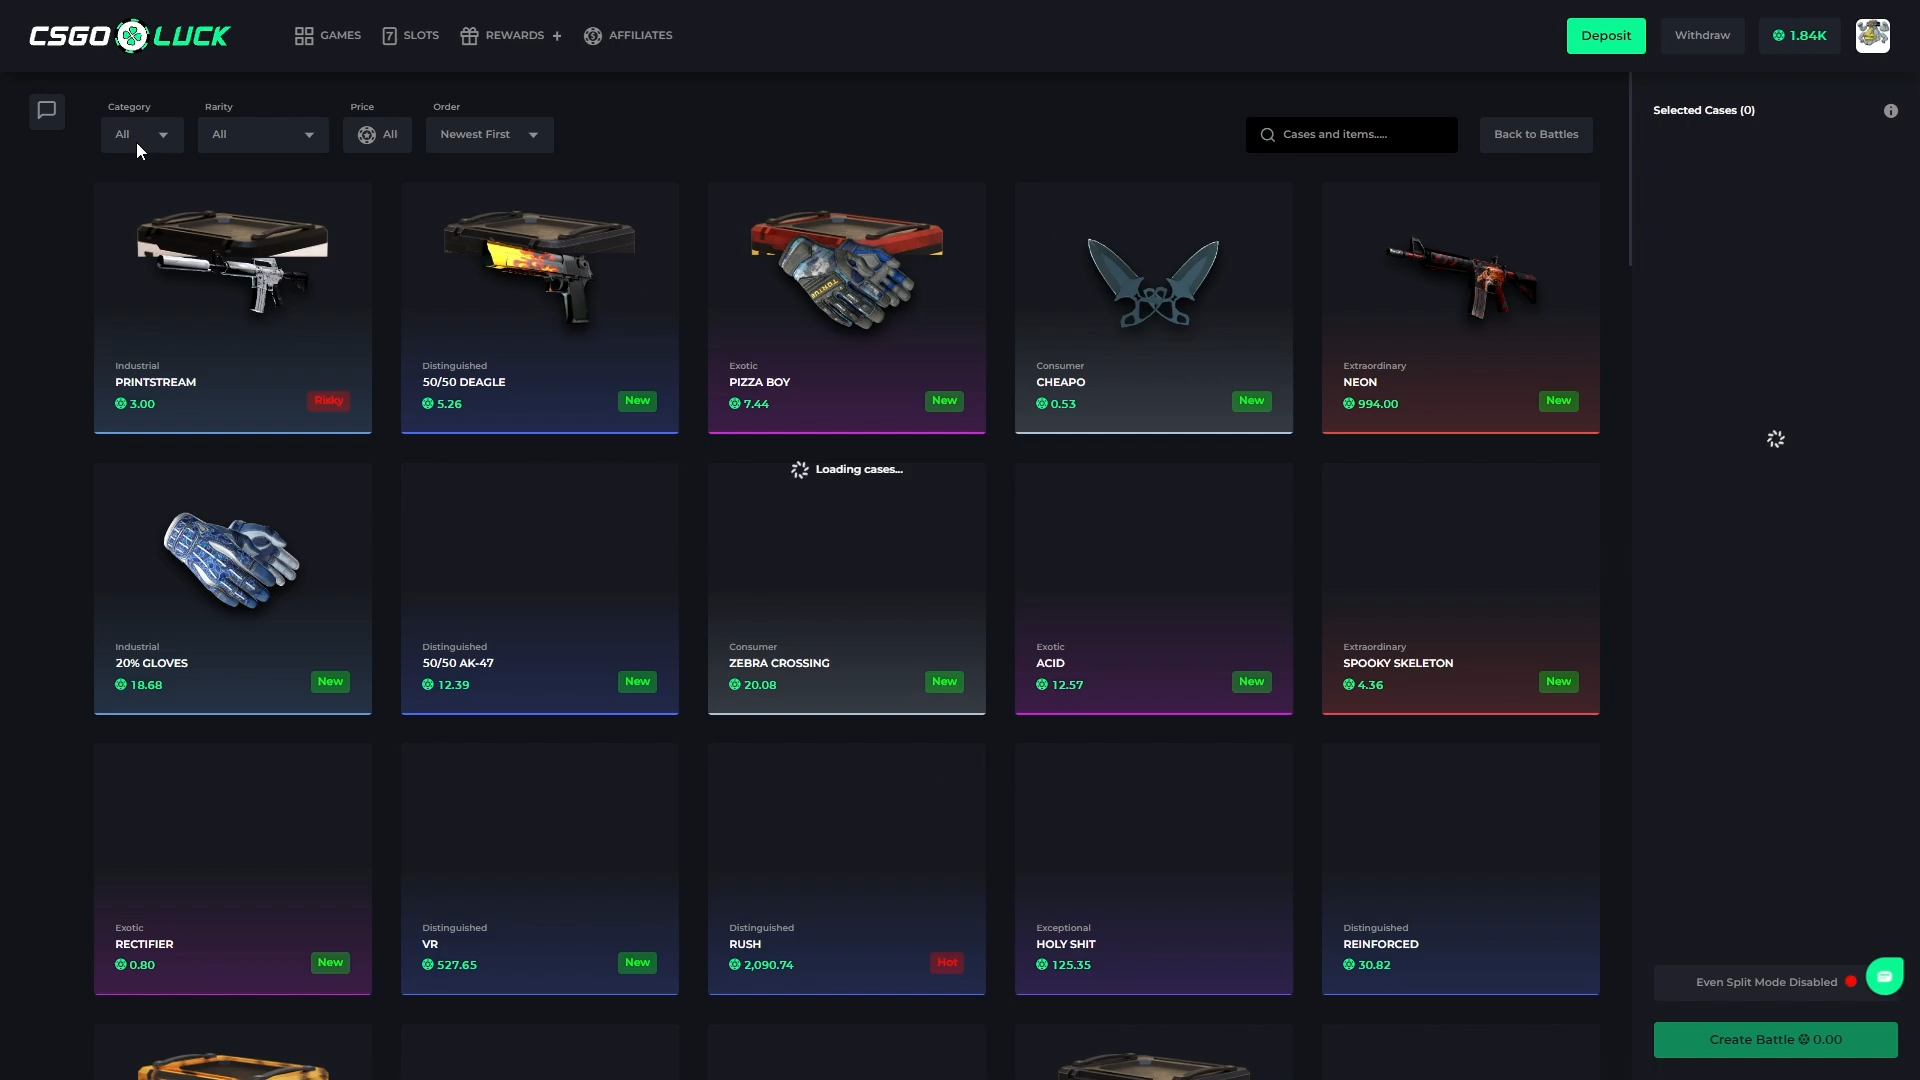 CSGO LUCK
GAMES
SLOTS
REWARDS +
AFFILIATES
Deposit
Withdraw
1.84K
Category
Rarity
Price
Order
All
All
All
Newest First
Cases and items.....
Back to Battles
Selected Cases (0)
Industrial
PRINTSTREAM
3.00
Risky
Distinguished
50/50 DEAGLE
5.26
New
Exotic
PIZZA BOY
7.44
New
Consumer
CHEAPO
0.53
New
Extraordinary
NEON
994.00
New
Loading cases...
Industrial
20% GLOVES
18.68
New
Distinguished
50/50 AK-47
12.39
New
Consumer
ZEBRA CROSSING
20.08
New
Exotic
ACID
12.57
New
Extraordinary
SPOOKY SKELETON
4.36
New
Exotic
RECTIFIER
0.80
New
Distinguished
VR
527.65
New
Distinguished
RUSH
2,090.74
Hot
Exceptional
HOLY SHIT
125.35
Distinguished
REINFORCED
30.82
Even Split Mode Disabled
Create Battle 0.00